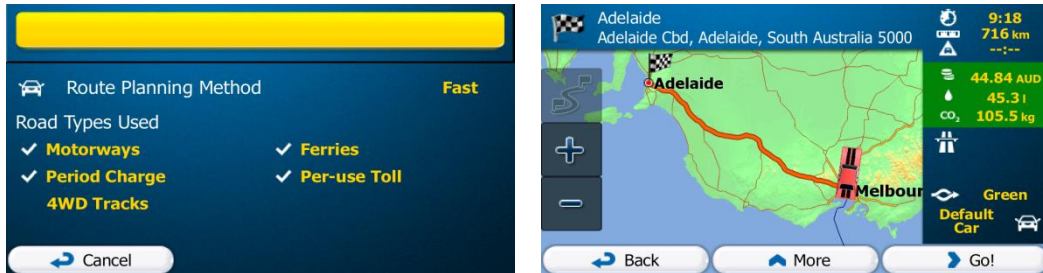 Route Planning Method Fast
Road Types Used
Motorways Ferries
Period Charge Per-use Toll
4WD Tracks
Cancel
Adelaide
Adelaide Cbd, Adelaide, South Australia 5000
9:18
716 km
--:--
44.84 AUD
45.3 l
CO₂ 105.5 kg
Adelaide
Melbour
Green
Default
Car
Back More Go!